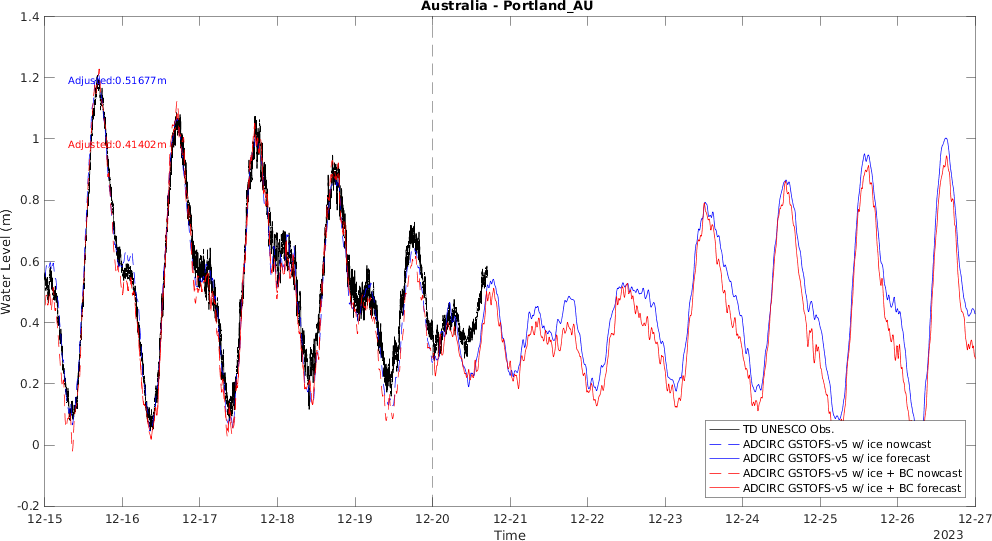 Australia - Portland_AU
1.4
1.2
1
0.8
0.6
0.4
0.2
0
-0.2
Water Level (m)
Adjusted:0.51677m
Adjusted:0.41402m
TD UNESCO Obs.
ADCIRC GSTOFS-v5 w/ ice nowcast
ADCIRC GSTOFS-v5 w/ ice forecast
ADCIRC GSTOFS-v5 w/ ice + BC nowcast
ADCIRC GSTOFS-v5 w/ ice + BC forecast
12-15 12-16 12-17 12-18 12-19 12-20 12-21 12-22 12-23 12-24 12-25 12-26 12-27
Time
2023